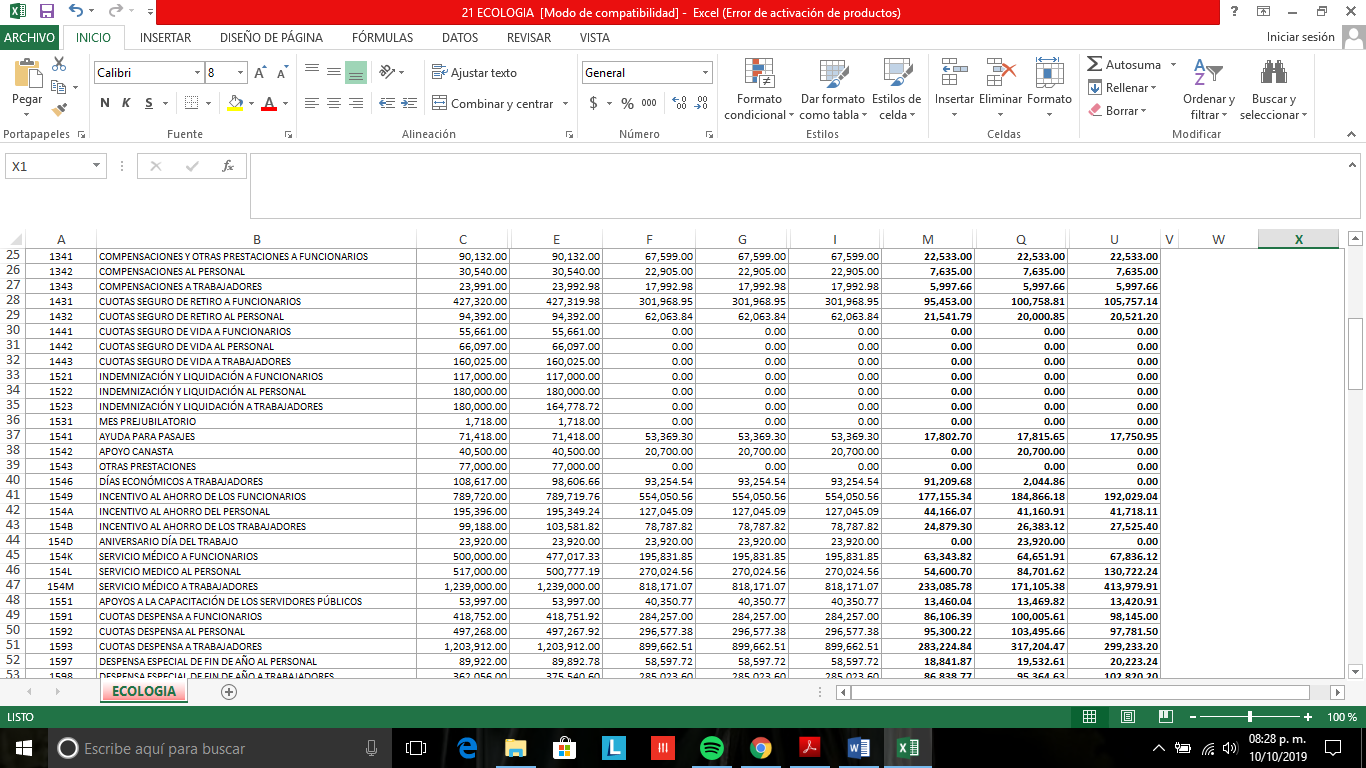 21 ECOLOGIA [Modo de compatibilidad] - Excel (Error de activación de productos)
ARCHIVO INICIO INSERTAR DISEÑO DE PÁGINA FÓRMULAS DATOS REVISAR VISTA Iniciar sesión
Pegar Calibri 8 Ajustar texto General Formato condicional Dar formato como tabla Estilos de celda Insertar Eliminar Formato Autosuma Rellenar Borrar Ordenar y filtrar Buscar y seleccionar
N K S Combinar y centrar $ % 000
Portapapeles Fuente Alineación Número Estilos Celdas Modificar
X1 fx
A B C E F G I M Q U V W X
25 1341 COMPENSACIONES Y OTRAS PRESTACIONES A FUNCIONARIOS 90,132.00 90,132.00 67,599.00 67,599.00 67,599.00 22,533.00 22,533.00 22,533.00
26 1342 COMPENSACIONES AL PERSONAL 30,540.00 30,540.00 22,905.00 22,905.00 22,905.00 7,635.00 7,635.00 7,635.00
27 1343 COMPENSACIONES A TRABAJADORES 23,991.00 23,992.98 17,992.98 17,992.98 17,992.98 5,997.66 5,997.66 5,997.66
28 1431 CUOTAS SEGURO DE RETIRO A FUNCIONARIOS 427,320.00 427,319.98 301,968.95 301,968.95 301,968.95 95,453.00 100,758.81 105,757.14
29 1432 CUOTAS SEGURO DE RETIRO AL PERSONAL 94,392.00 94,392.00 62,063.84 62,063.84 62,063.84 21,541.79 20,000.85 20,521.20
30 1441 CUOTAS SEGURO DE VIDA A FUNCIONARIOS 55,661.00 55,661.00 0.00 0.00 0.00 0.00 0.00 0.00
31 1442 CUOTAS SEGURO DE VIDA AL PERSONAL 66,097.00 66,097.00 0.00 0.00 0.00 0.00 0.00 0.00
32 1443 CUOTAS SEGURO DE VIDA A TRABAJADORES 160,025.00 160,025.00 0.00 0.00 0.00 0.00 0.00 0.00
33 1521 INDEMNIZACIÓN Y LIQUIDACIÓN A FUNCIONARIOS 117,000.00 117,000.00 0.00 0.00 0.00 0.00 0.00 0.00
34 1522 INDEMNIZACIÓN Y LIQUIDACIÓN AL PERSONAL 180,000.00 180,000.00 0.00 0.00 0.00 0.00 0.00 0.00
35 1523 INDEMNIZACIÓN Y LIQUIDACIÓN A TRABAJADORES 180,000.00 164,778.72 0.00 0.00 0.00 0.00 0.00 0.00
36 1531 MES PREJUBILATORIO 1,718.00 1,718.00 0.00 0.00 0.00 0.00 0.00 0.00
37 1541 AYUDA PARA PASAJES 71,418.00 71,418.00 53,369.30 53,369.30 53,369.30 17,802.70 17,815.65 17,750.95
38 1542 APOYO CANASTA 40,500.00 40,500.00 20,700.00 20,700.00 20,700.00 0.00 20,700.00 0.00
39 1543 OTRAS PRESTACIONES 77,000.00 77,000.00 0.00 0.00 0.00 0.00 0.00 0.00
40 1546 DÍAS ECONÓMICOS A TRABAJADORES 108,617.00 98,606.66 93,254.54 93,254.54 93,254.54 91,209.68 2,044.86 0.00
41 1549 INCENTIVO AL AHORRO DE LOS FUNCIONARIOS 789,720.00 789,719.76 554,050.56 554,050.56 554,050.56 177,155.34 184,866.18 192,029.04
42 154A INCENTIVO AL AHORRO DEL PERSONAL 195,396.00 195,349.24 127,045.09 127,045.09 127,045.09 44,166.07 41,160.91 41,718.11
43 154B INCENTIVO AL AHORRO DE LOS TRABAJADORES 99,188.00 103,581.82 78,787.82 78,787.82 78,787.82 24,879.30 26,383.12 27,525.40
44 154D ANIVERSARIO DÍA DEL TRABAJO 23,920.00 23,920.00 23,920.00 23,920.00 23,920.00 0.00 23,920.00 0.00
45 154K SERVICIO MÉDICO A FUNCIONARIOS 500,000.00 477,017.33 195,831.85 195,831.85 195,831.85 63,343.82 64,651.91 67,836.12
46 154L SERVICIO MEDICO AL PERSONAL 517,000.00 500,777.19 270,024.56 270,024.56 270,024.56 54,600.70 84,701.62 130,722.24
47 154M SERVICIO MÉDICO A TRABAJADORES 1,239,000.00 1,239,000.00 818,171.07 818,171.07 818,171.07 233,085.78 171,105.38 413,979.91
48 1551 APOYOS A LA CAPACITACIÓN DE LOS SERVIDORES PÚBLICOS 53,997.00 53,997.00 40,350.77 40,350.77 40,350.77 13,460.04 13,469.82 13,420.91
49 1591 CUOTAS DESPENSA A FUNCIONARIOS 418,752.00 418,751.92 284,257.00 284,257.00 284,257.00 86,106.39 100,005.61 98,145.00
50 1592 CUOTAS DESPENSA AL PERSONAL 497,268.00 497,267.92 296,577.38 296,577.38 296,577.38 95,300.22 103,495.66 97,781.50
51 1593 CUOTAS DESPENSA A TRABAJADORES 1,203,912.00 1,203,912.00 899,662.51 899,662.51 899,662.51 283,224.84 317,204.47 299,233.20
52 1597 DESPENSA ESPECIAL DE FIN DE AÑO AL PERSONAL 89,922.00 89,892.78 58,597.72 58,597.72 58,597.72 18,841.87 19,532.61 20,223.24
53 1598 DESPENSA ESPECIAL DE FIN DE AÑO A TRABAJADORES 362,056.00 375,540.60 285,023.60 285,023.60 285,023.60 86,838.77 95,364.63 102,820.20
ECOLOGIA
LISTO 100 %
Escribe aquí para buscar 08:28 p. m.
10/10/2019